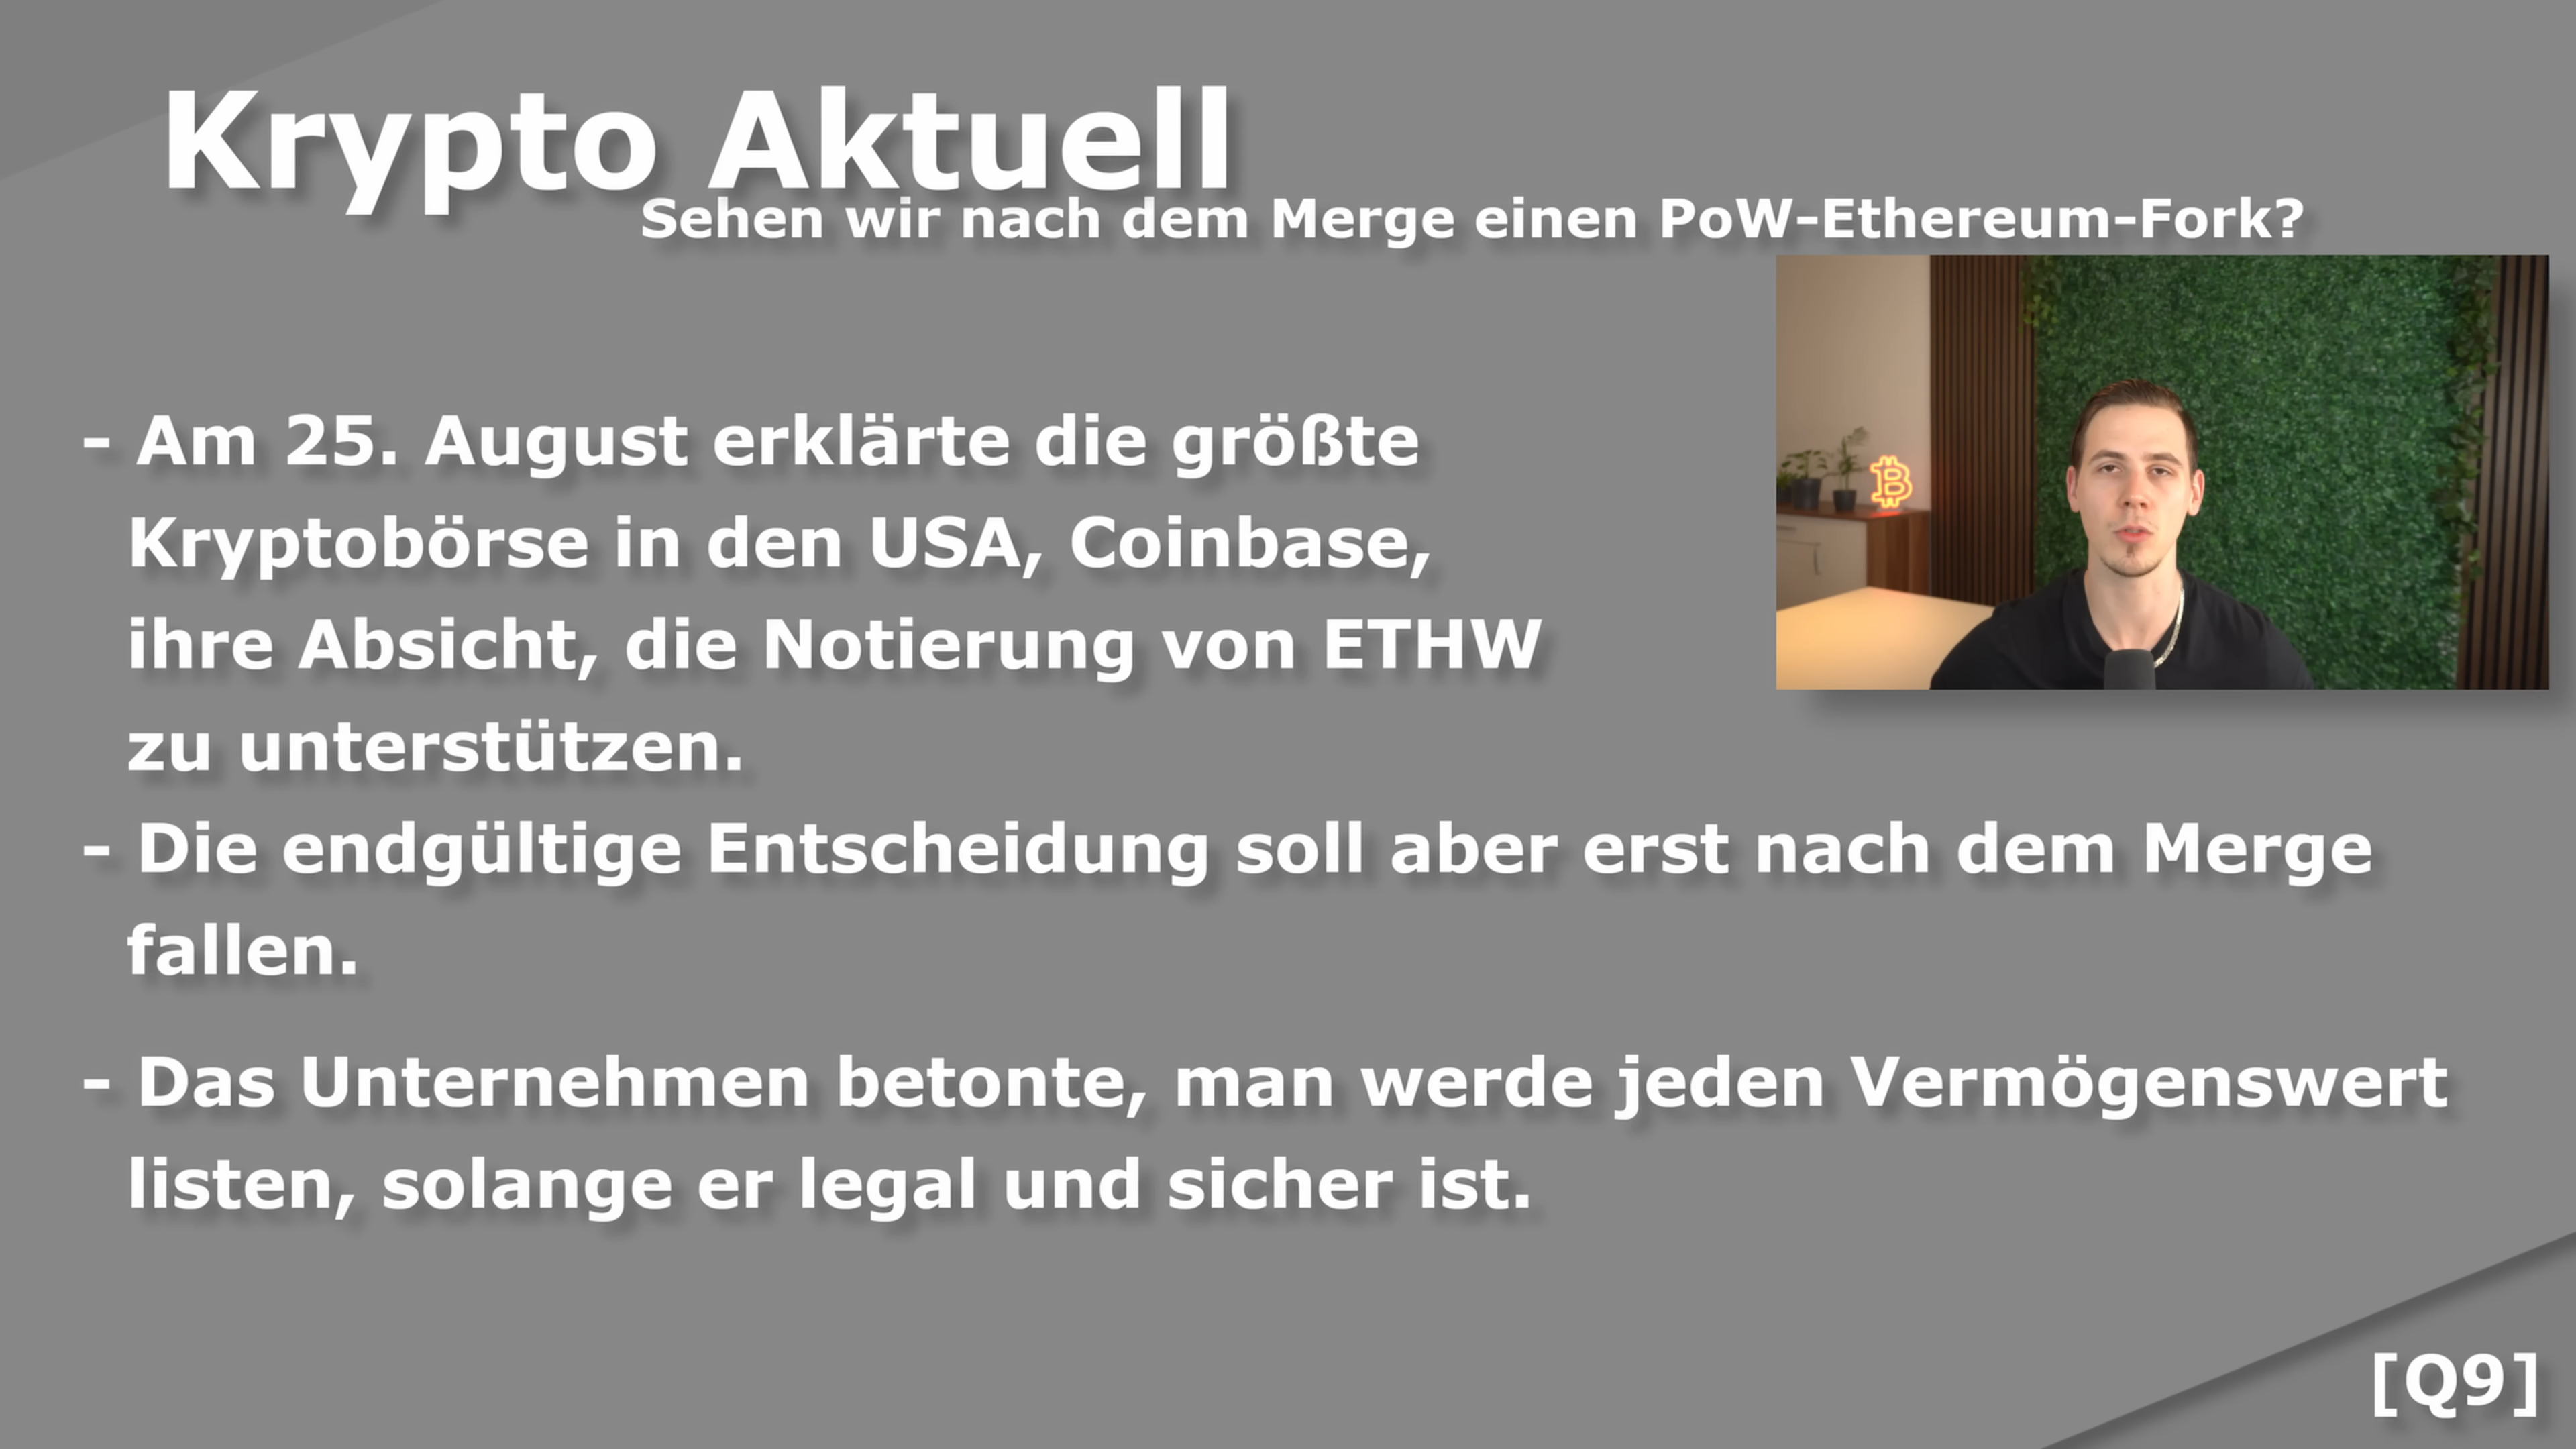 Krypto Aktuell
Sehen wir nach dem Merge einen PoW-Ethereum-Fork?
- Am 25. August erklärte die größte
Kryptobörse in den USA, Coinbase,
ihre Absicht, die Notierung von ETHW
zu unterstützen.
- Die endgültige Entscheidung soll aber erst nach dem Merge
fallen.
- Das Unternehmen betonte, man werde jeden Vermögenswert
listen, solange er legal und sicher ist.
[Q9]